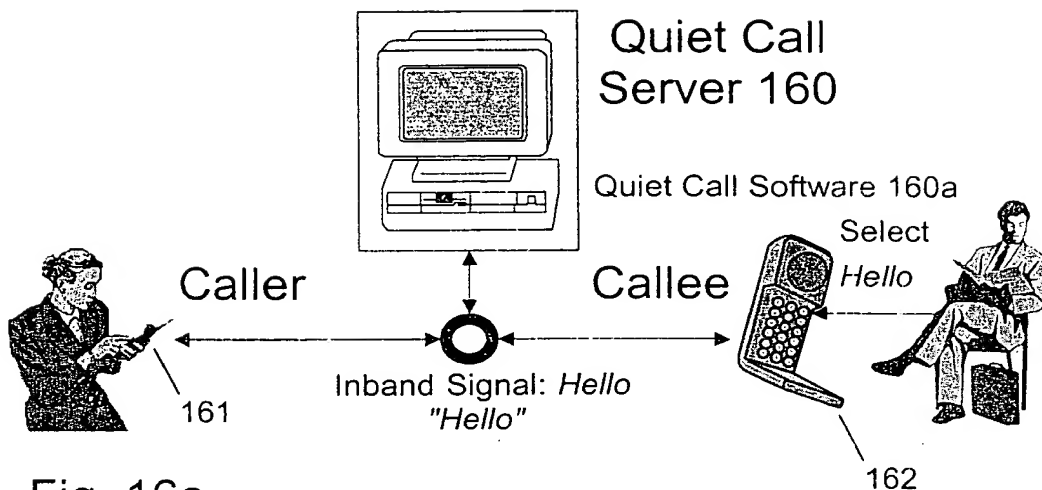 Quiet Call
Server 160
Quiet Call Software 160a
Select
Hello
Caller
Callee
Inband Signal: Hello
"Hello"
161
162